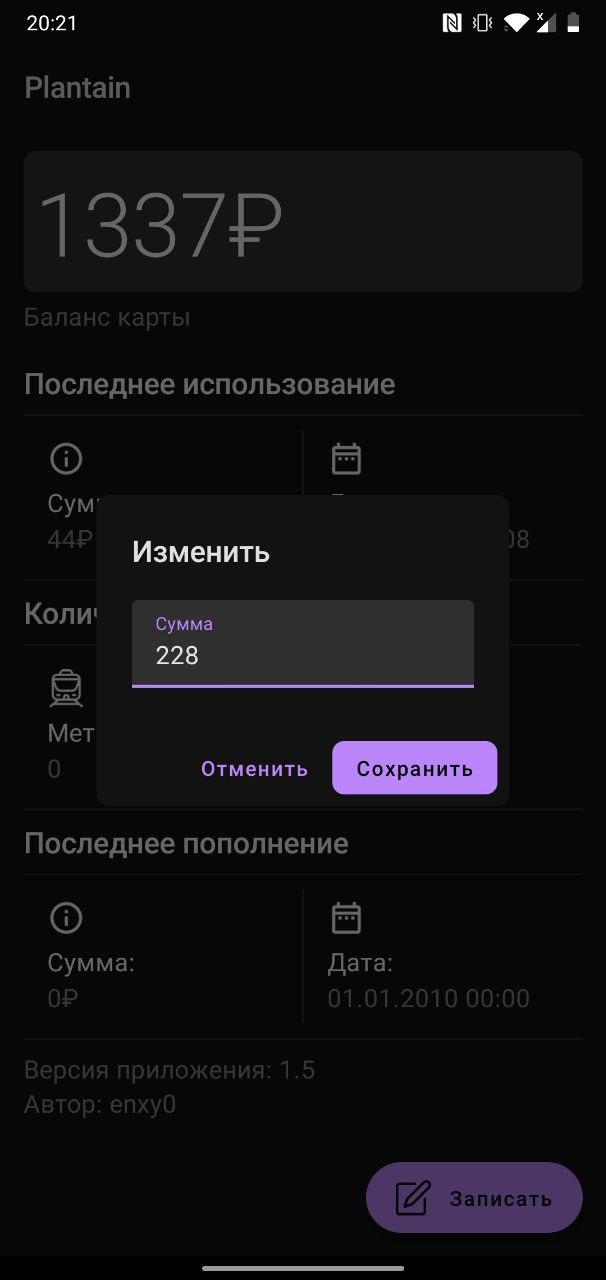 20:21
Plantain
1337₽
Баланс карты
Последнее использование
Сумм
44₽
08
Изменить
Сумма
228
Колич
Мет
0
Отменить
Сохранить
Последнее пополнение
Сумма:
Дата:
0₽
01.01.2010 00:00
Версия приложения: 1.5
Автор: enxy0
Записать